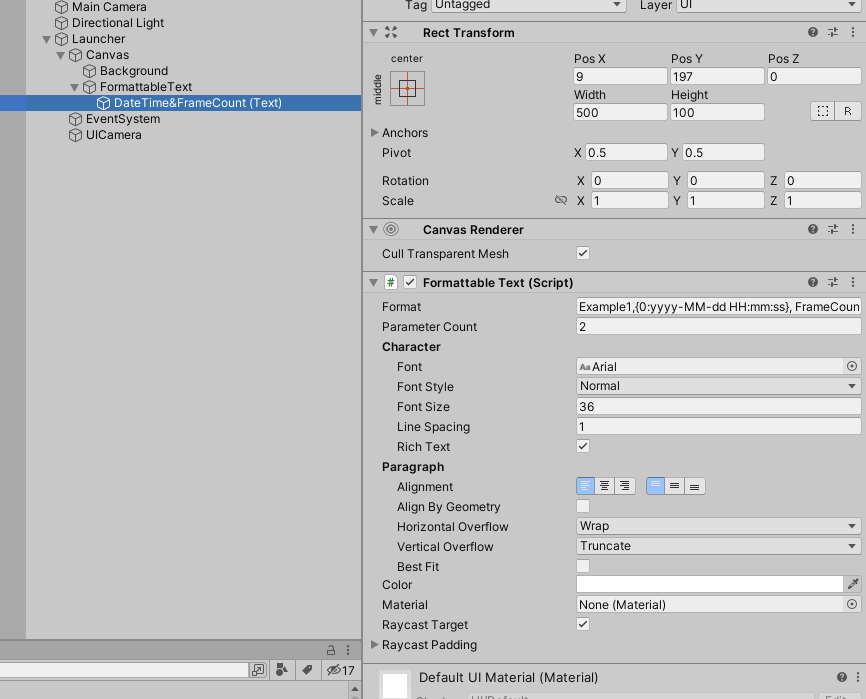 Main Camera
Directional Light
Launcher
Canvas
Background
FormattableText
DateTime&FrameCount (Text)
EventSystem
UICamera
17
Tag Untagged Layer UI
Rect Transform
center
middle
Pos X Pos Y Pos Z
9 197 0
Width Height
500 100
R
Anchors
Pivot X 0.5 Y 0.5
Rotation X 0 Y 0 Z 0
Scale X 1 Y 1 Z 1
Canvas Renderer
Cull Transparent Mesh
# Formattable Text (Script)
Format Example1,{0:yyyy-MM-dd HH:mm:ss}, FrameCoun
Parameter Count 2
Character
Font Aa Arial
Font Style Normal
Font Size 36
Line Spacing 1
Rich Text
Paragraph
Alignment
Align By Geometry
Horizontal Overflow Wrap
Vertical Overflow Truncate
Best Fit
Color
Material None (Material)
Raycast Target
Raycast Padding
Default UI Material (Material)